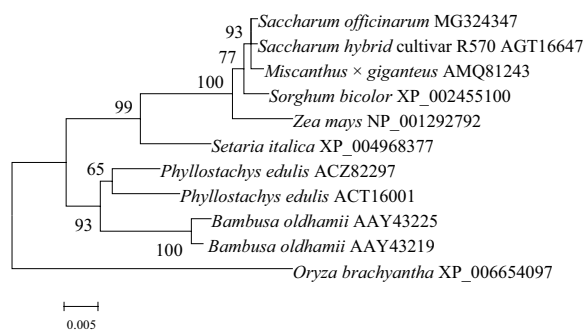 93
Saccharum officinarum MG324347
Saccharum hybrid cultivar R570 AGT16647
77
Miscanthus × giganteus AMQ81243
100
Sorghum bicolor XP_002455100
99
Zea mays NP_001292792
Setaria italica XP_004968377
65
Phyllostachys edulis ACZ82297
Phyllostachys edulis ACT16001
93
Bambusa oldhamii AAY43225
100
Bambusa oldhamii AAY43219
Oryza brachyantha XP_006654097
0.005